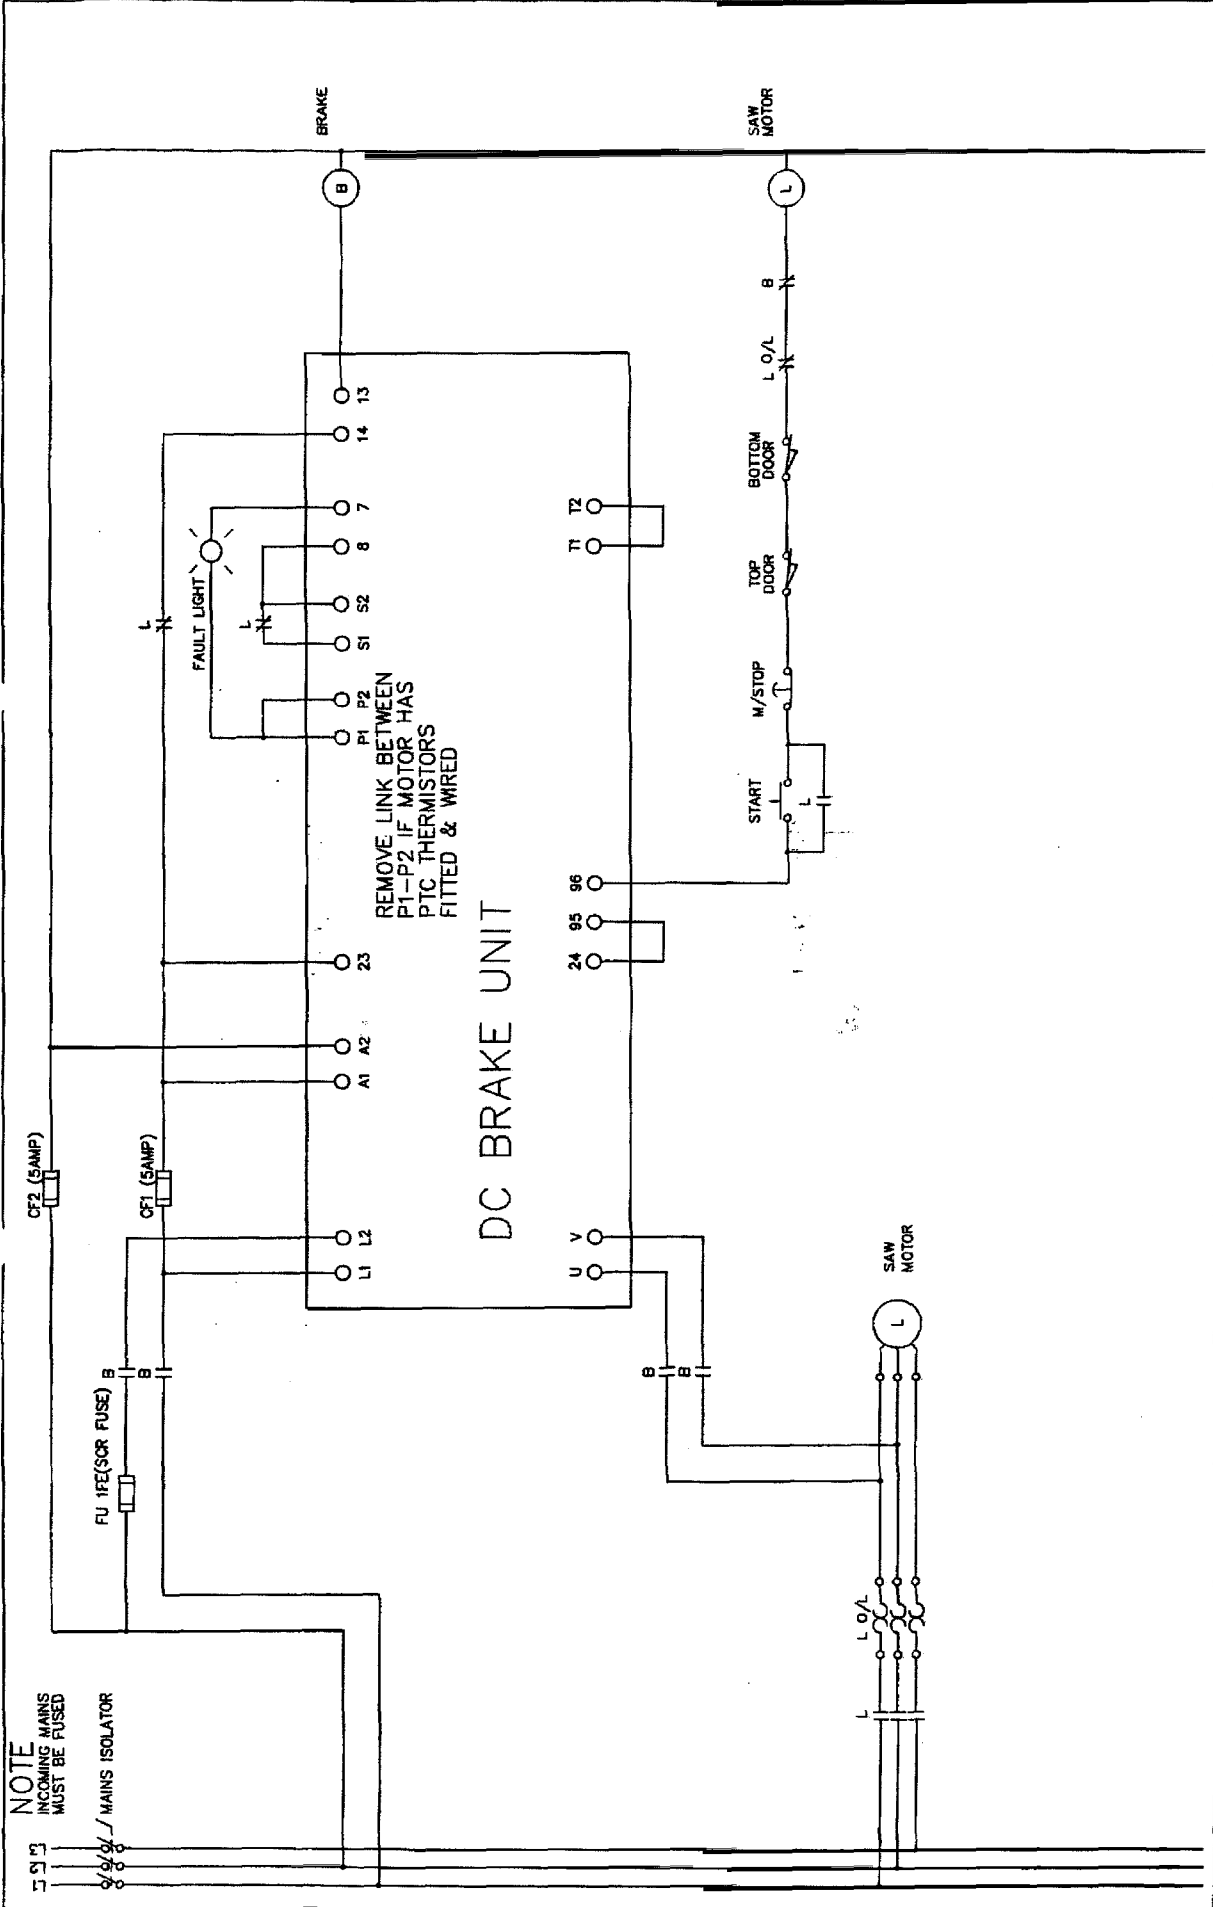 NOTE
INCOMING MAINS
MUST BE FUSED
L1
L2
L3
MAINS ISOLATOR
CF2 (5AMP)
CF1 (5AMP)
FU 1FE(SCR FUSE)
B
B
L
FAULT LIGHT
L
BRAKE
B
L1
L2
A1
A2
23
P1
P2
S1
S2
8
7
14
13
REMOVE LINK BETWEEN
P1-P2 IF MOTOR HAS
PTC THERMISTORS
FITTED & WIRED
DC BRAKE UNIT
U
V
24
95
96
T1
T2
B
B
START
L
M/STOP
TOP
DOOR
BOTTOM
DOOR
L O/L
B
L
SAW
MOTOR
L
L O/L
L
SAW
MOTOR